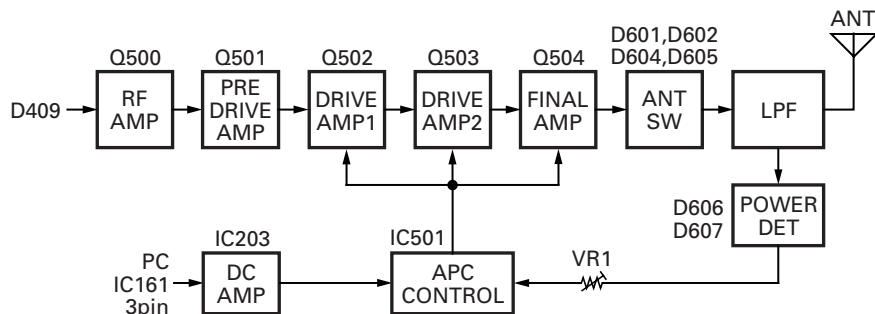 ANT
D601,D602
D604,D605
Q500
Q501
Q502
Q503
Q504
D409
RF
AMP
PRE
DRIVE
AMP
DRIVE
AMP1
DRIVE
AMP2
FINAL
AMP
ANT
SW
LPF
D606
D607
POWER
DET
IC203
IC501
VR1
PC
IC161
3pin
DC
AMP
APC
CONTROL